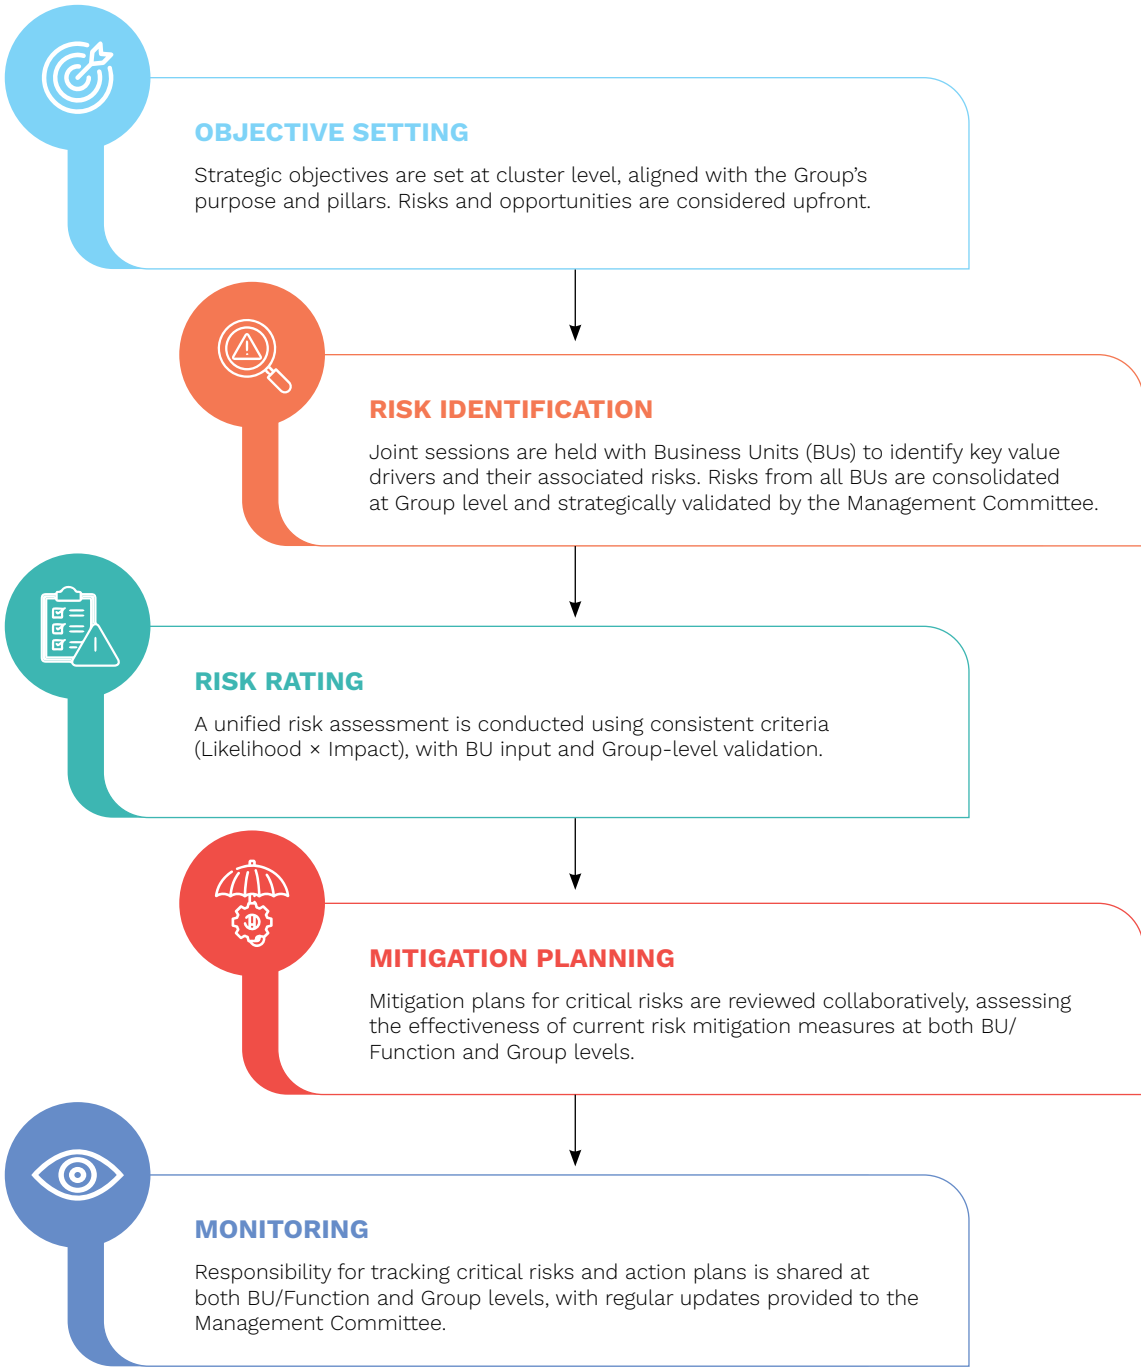 OBJECTIVE SETTING
Strategic objectives are set at cluster level, aligned with the Group’s
purpose and pillars. Risks and opportunities are considered upfront.
RISK IDENTIFICATION
Joint sessions are held with Business Units (BUs) to identify key value
drivers and their associated risks. Risks from all BUs are consolidated
at Group level and strategically validated by the Management Committee.
RISK RATING
A unified risk assessment is conducted using consistent criteria
(Likelihood × Impact), with BU input and Group-level validation.
MITIGATION PLANNING
Mitigation plans for critical risks are reviewed collaboratively, assessing
the effectiveness of current risk mitigation measures at both BU/
Function and Group levels.
MONITORING
Responsibility for tracking critical risks and action plans is shared at
both BU/Function and Group levels, with regular updates provided to the
Management Committee.